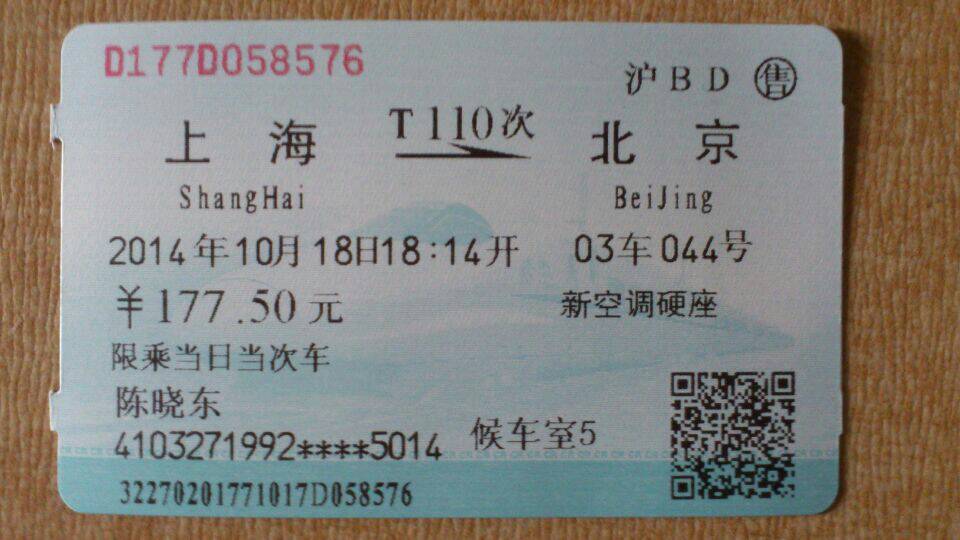 D177D058576
沪BD 售
上海 T110次 北京
ShangHai BeiJing
2014年10月18日18:14开 03车044号
¥177.50元 新空调硬座
限乘当日当次车
陈晓东
4103271992****5014 候车室5
32270201771017D058576